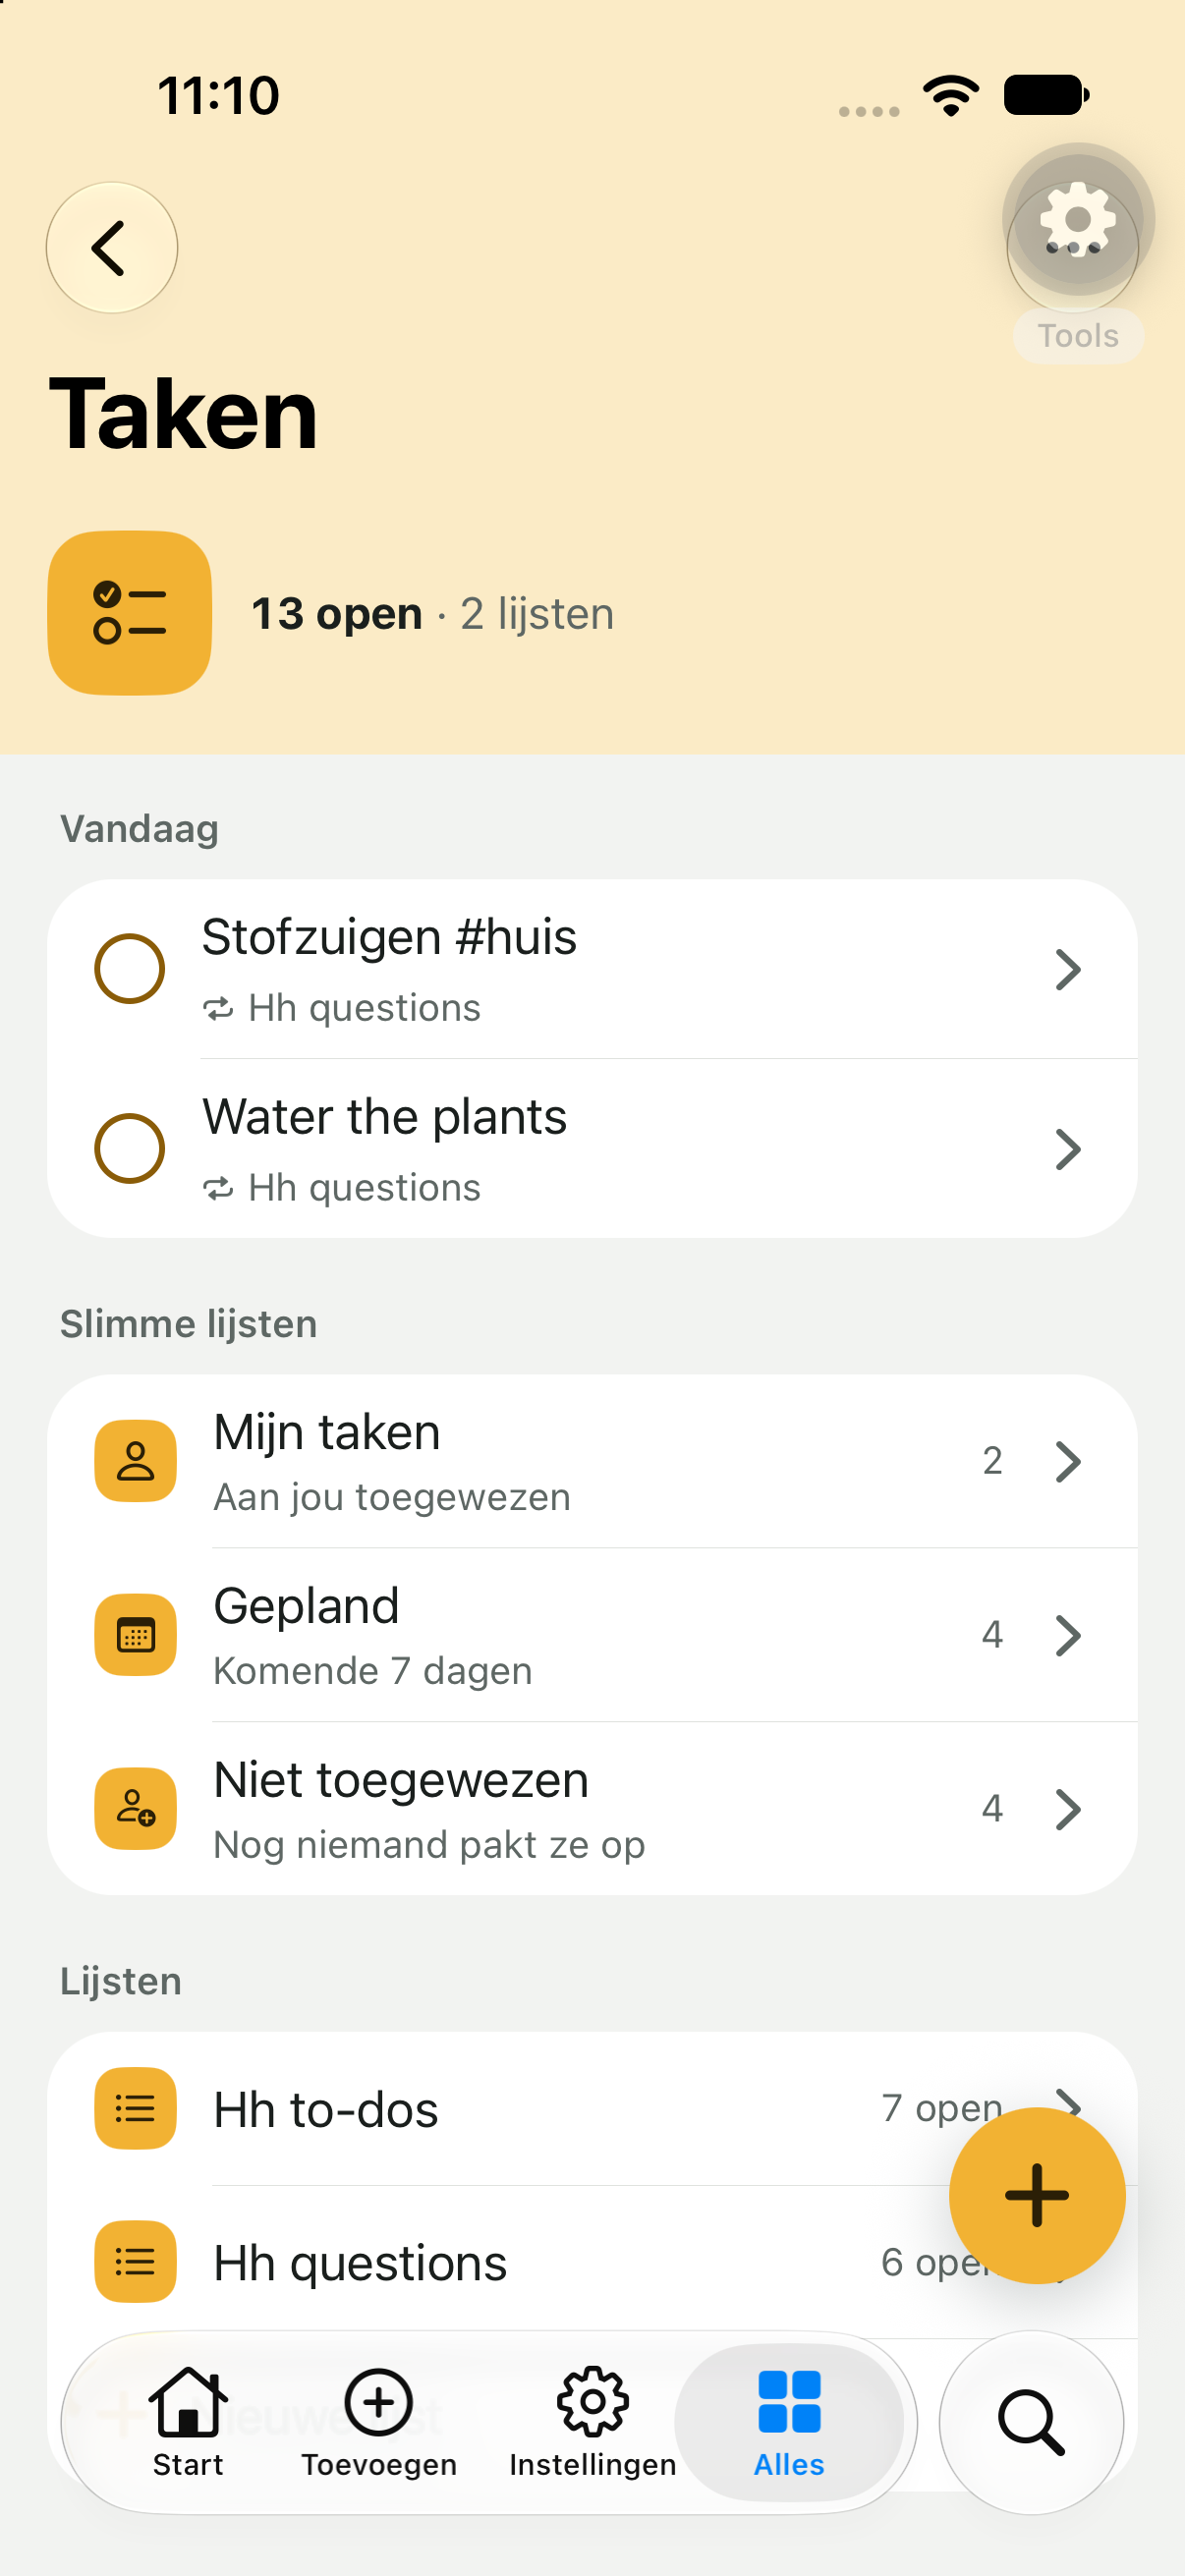 11:10
Tools
Taken
13 open · 2 lijsten
Vandaag
Stofzuigen #huis
Hh questions
Water the plants
Hh questions
Slimme lijsten
Mijn taken
2
Aan jou toegewezen
Gepland
4
Komende 7 dagen
Niet toegewezen
4
Nog niemand pakt ze op
Lijsten
Hh to-dos
7 open
Hh questions
6 open
Start
Toevoegen
Instellingen
Alles